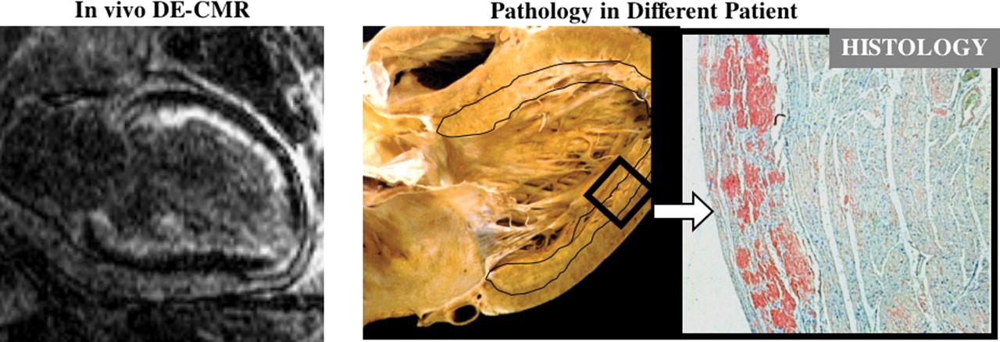 In vivo DE-CMR
Pathology in Different Patient
HISTOLOGY